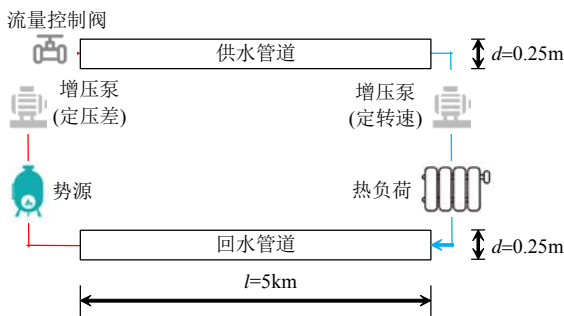 流量控制阀
供水管道
d=0.25m
增压泵
(定压差)
增压泵
(定转速)
势源
热负荷
回水管道
d=0.25m
l=5km